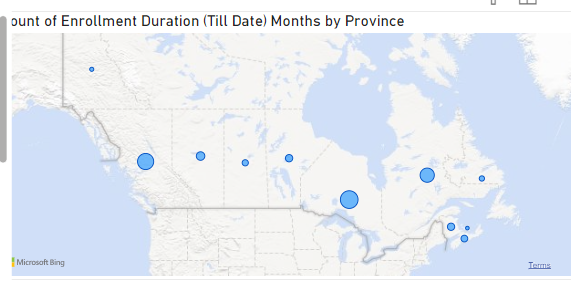 ount of Enrollment Duration (Till Date) Months by Province
Microsoft Bing
Terms